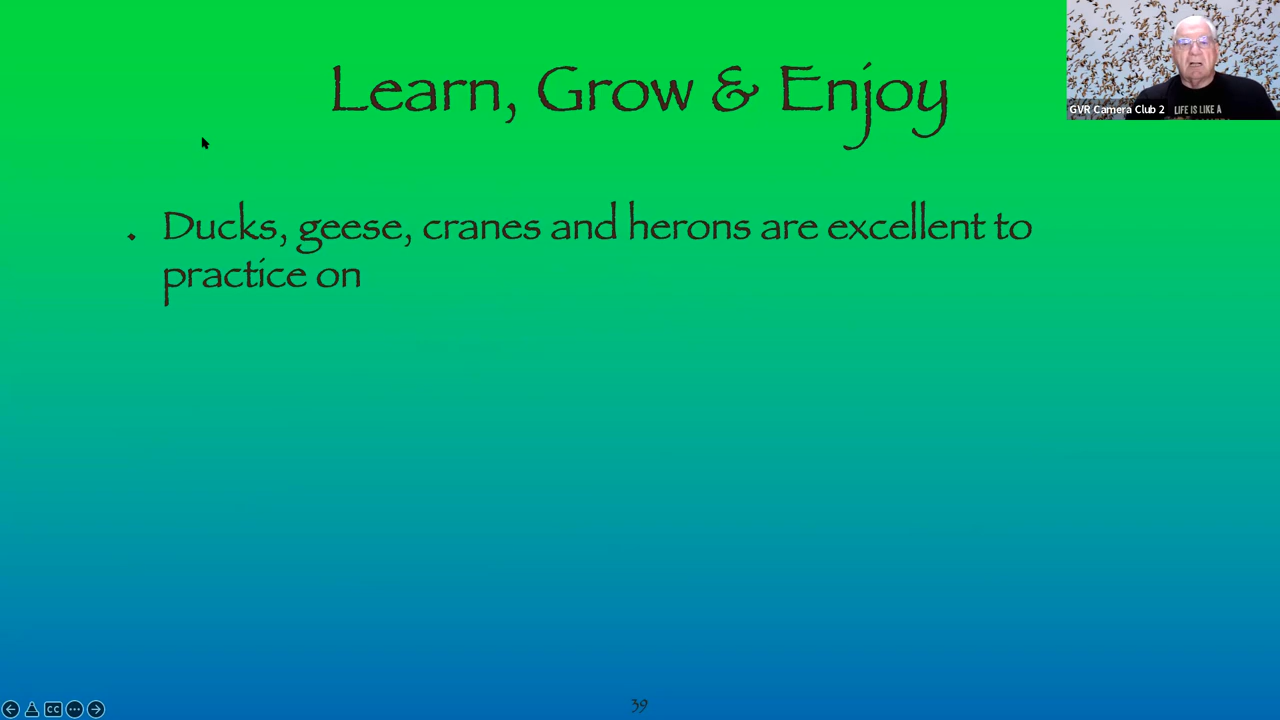 Learn, Grow & Enjoy
GVR Camera Club 2
LIFE IS LIKE A
• Ducks, geese, cranes and herons are excellent to
practice on
CC
39